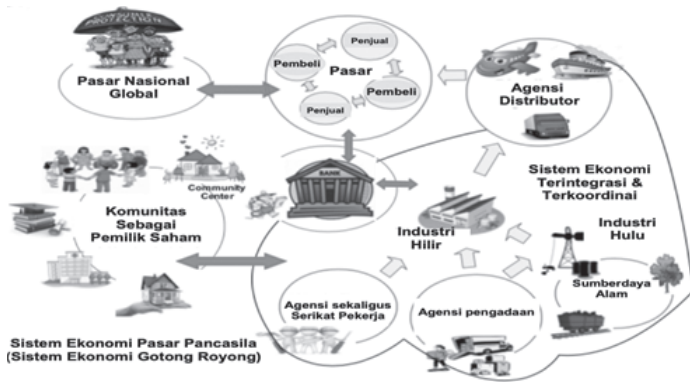 CONSUMERS
PROTECTION
Pasar Nasional
Global
Penjual
Pembeli
Pasar
Pembeli
Penjual
Agensi
Distributor
BANK
Community
Center
Komunitas
Sebagai
Pemilik Saham
Sistem Ekonomi
Terintegrasi &
Terkoordinai
Industri
Hilir
Industri
Hulu
Sumberdaya
Alam
Agensi sekaligus
Serikat Pekerja
Agensi pengadaan
Sistem Ekonomi Pasar Pancasila
(Sistem Ekonomi Gotong Royong)